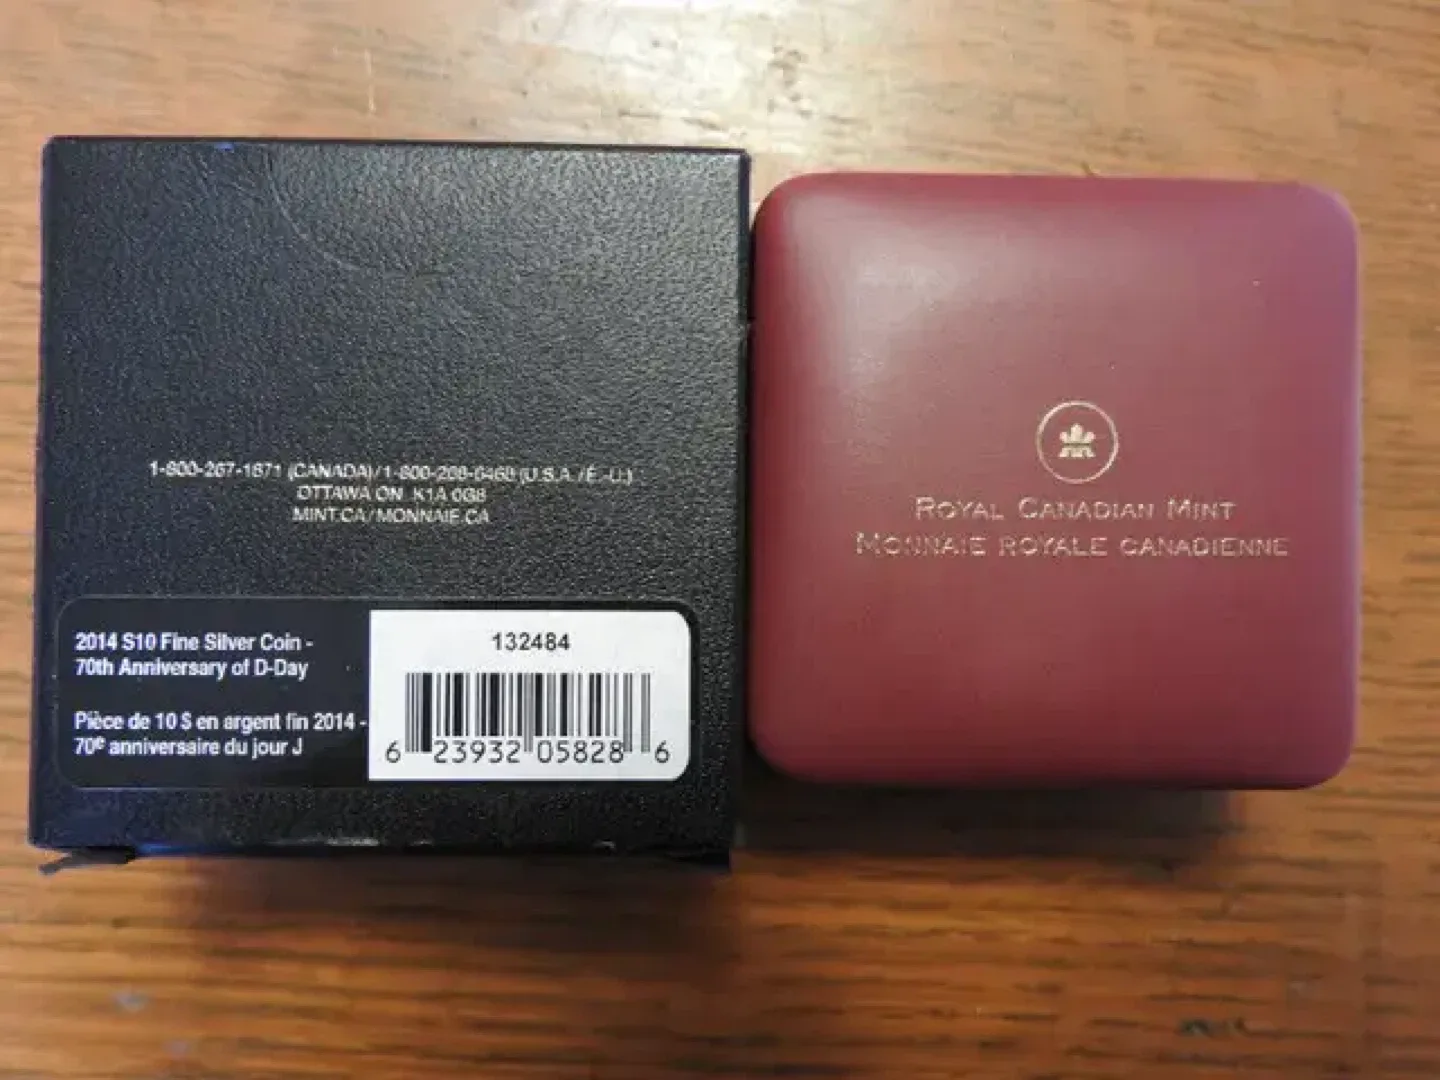 1-800-267-1871 (CANADA)/1-800-268-6468 (U.S.A./É.-U.)
OTTAWA ON K1A 0G8
MINT.CA/MONNAIE.CA
2014 $10 Fine Silver Coin -
70th Anniversary of D-Day
Pièce de 10 $ en argent fin 2014 -
70e anniversaire du jour J
132484
6 23932 05828 6
ROYAL CANADIAN MINT
MONNAIE ROYALE CANADIENNE